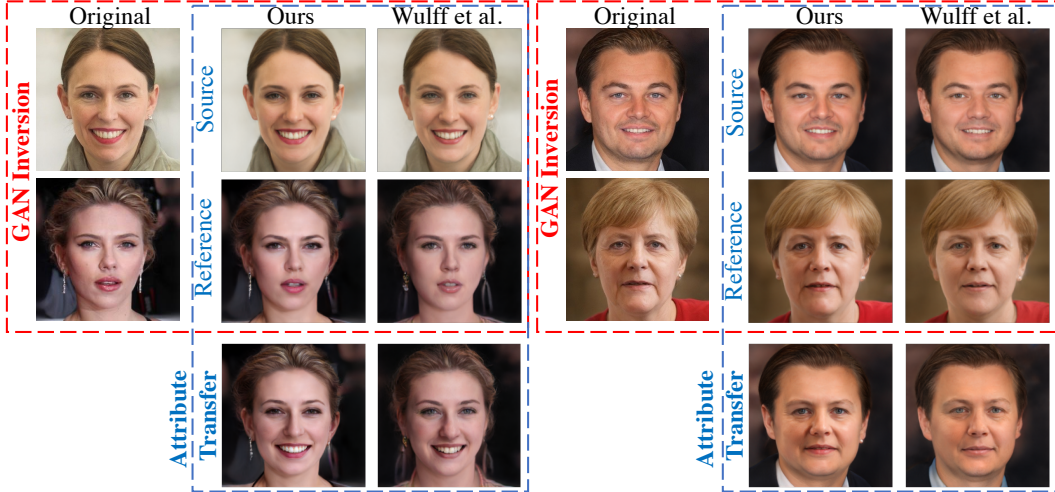 Original
Ours
Wulff et al.
Original
Ours
Wulff et al.
GAN Inversion
Source
Reference
GAN Inversion
Source
Reference
Attribute
Transfer
Attribute
Transfer